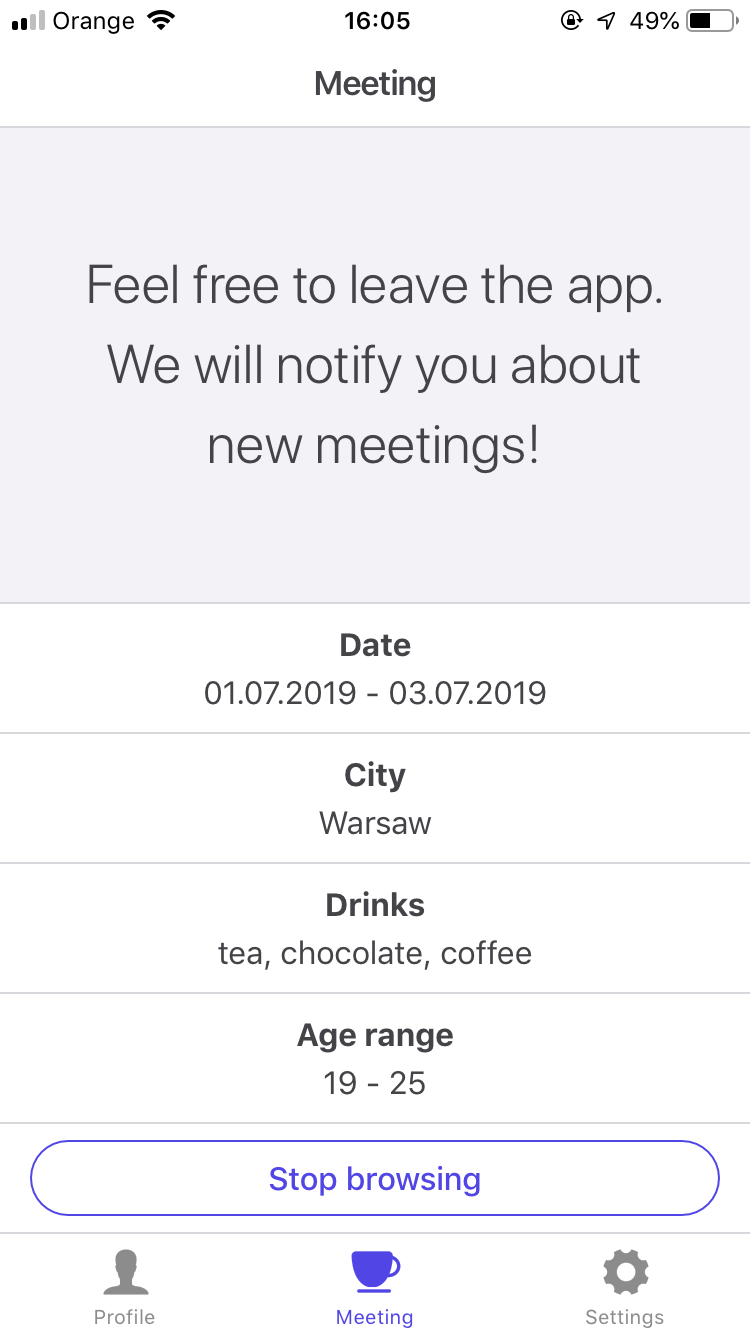 Orange 16:05 49%
Meeting
Feel free to leave the app.
We will notify you about
new meetings!
Date
01.07.2019 - 03.07.2019
City
Warsaw
Drinks
tea, chocolate, coffee
Age range
19 - 25
Stop browsing
Profile Meeting Settings